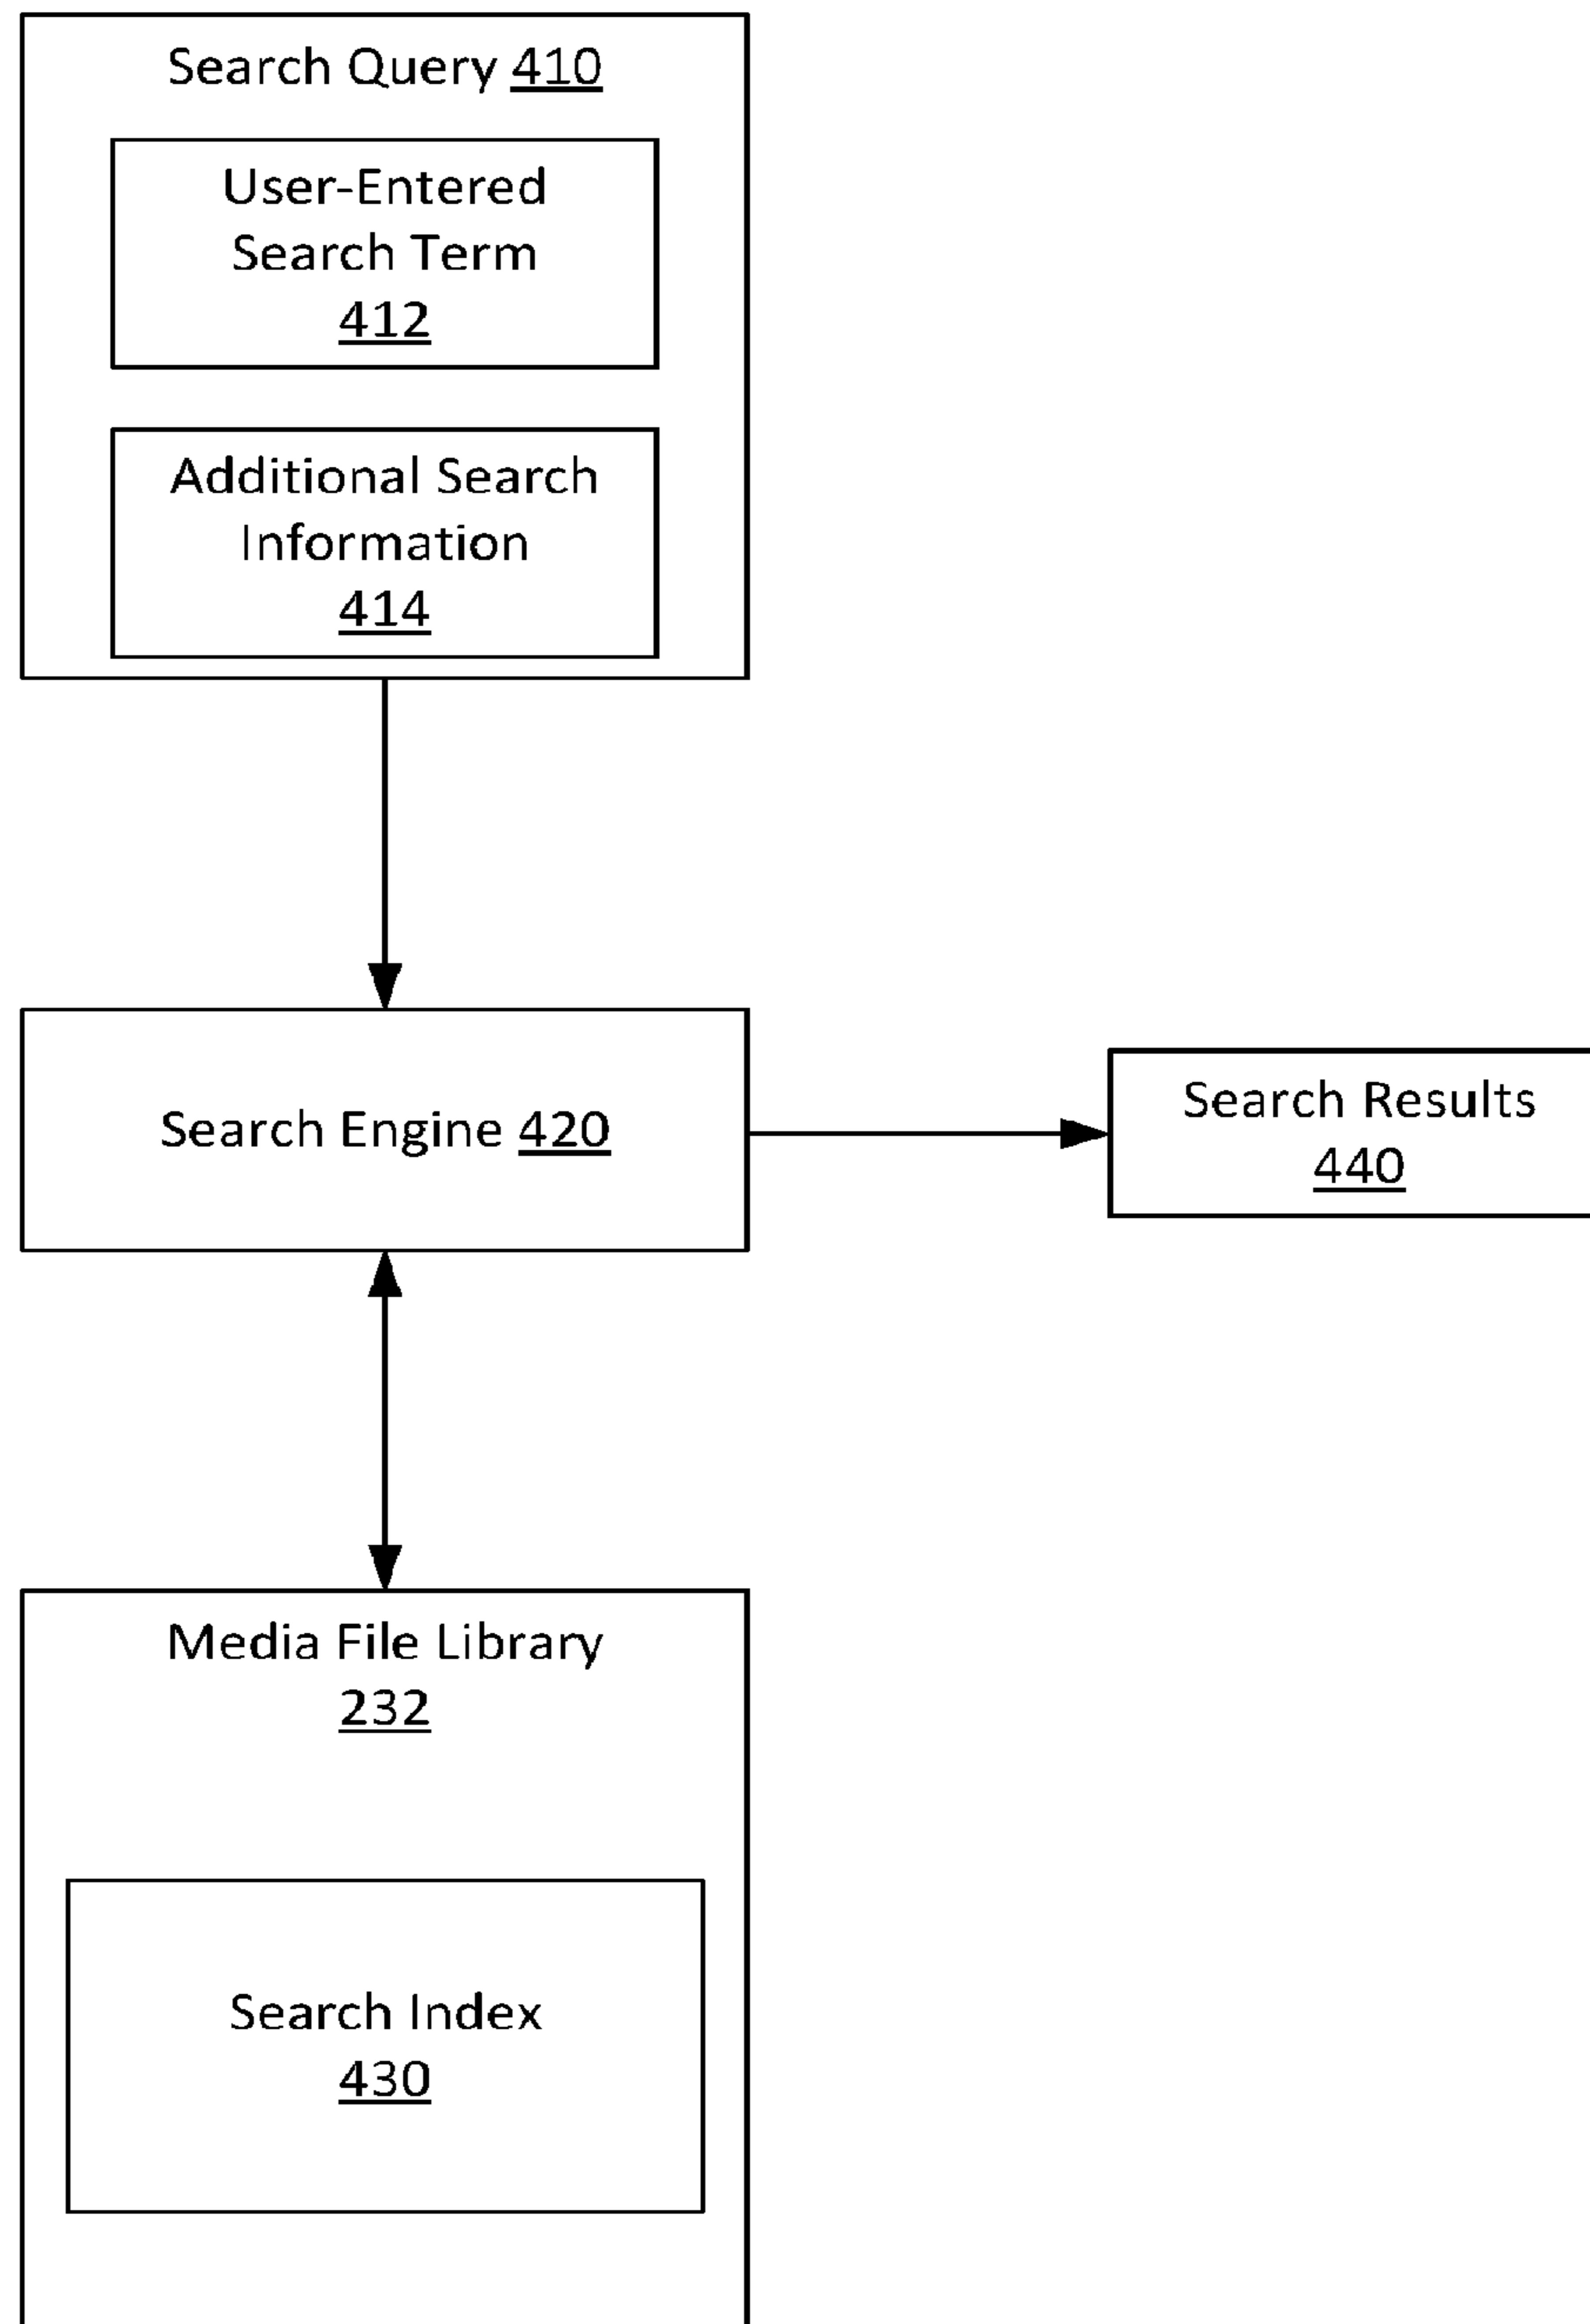 Search Query 410
User-Entered
Search Term
412
Additional Search
Information
414
Search Engine 420
Search Results
440
Media File Library
232
Search Index
430